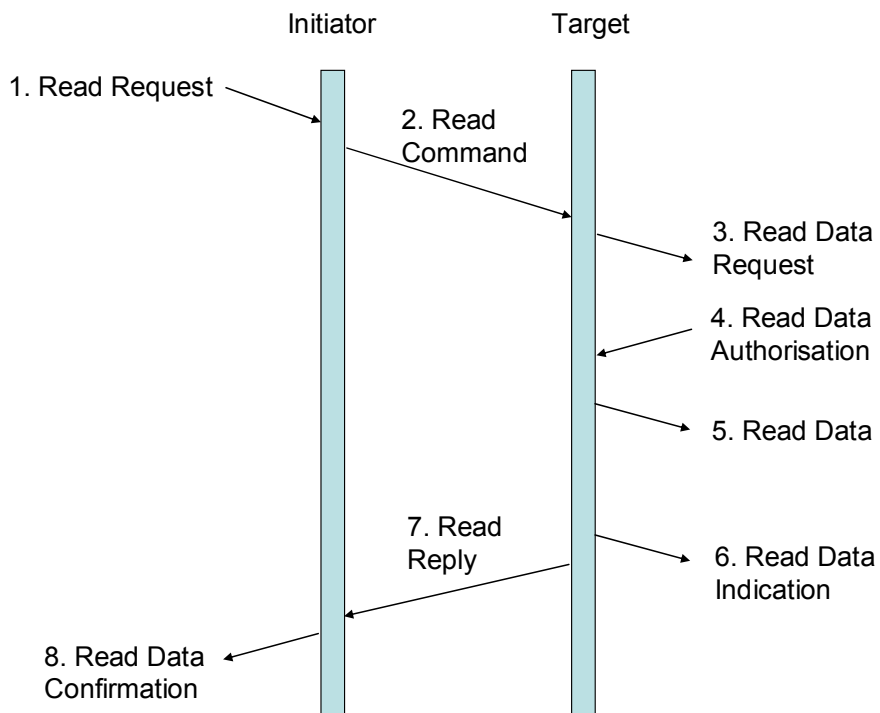 Initiator
Target
1. Read Request
2. Read
Command
3. Read Data
Request
4. Read Data
Authorisation
5. Read Data
6. Read Data
Indication
7. Read
Reply
8. Read Data
Confirmation